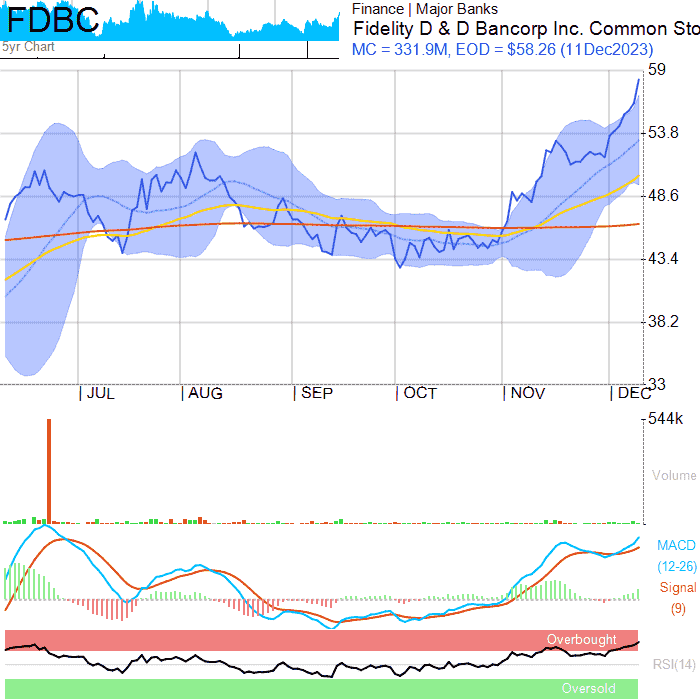 FDBC
5yr Chart
Finance | Major Banks
Fidelity D & D Bancorp Inc. Common Sto
MC = 331.9M, EOD = $58.26 (11Dec2023)
59
53.8
48.6
43.4
38.2
33
JUL AUG SEP OCT NOV DEC
544k
Volume
MACD
(12-26)
Signal
(9)
Overbought
RSI(14)
Oversold